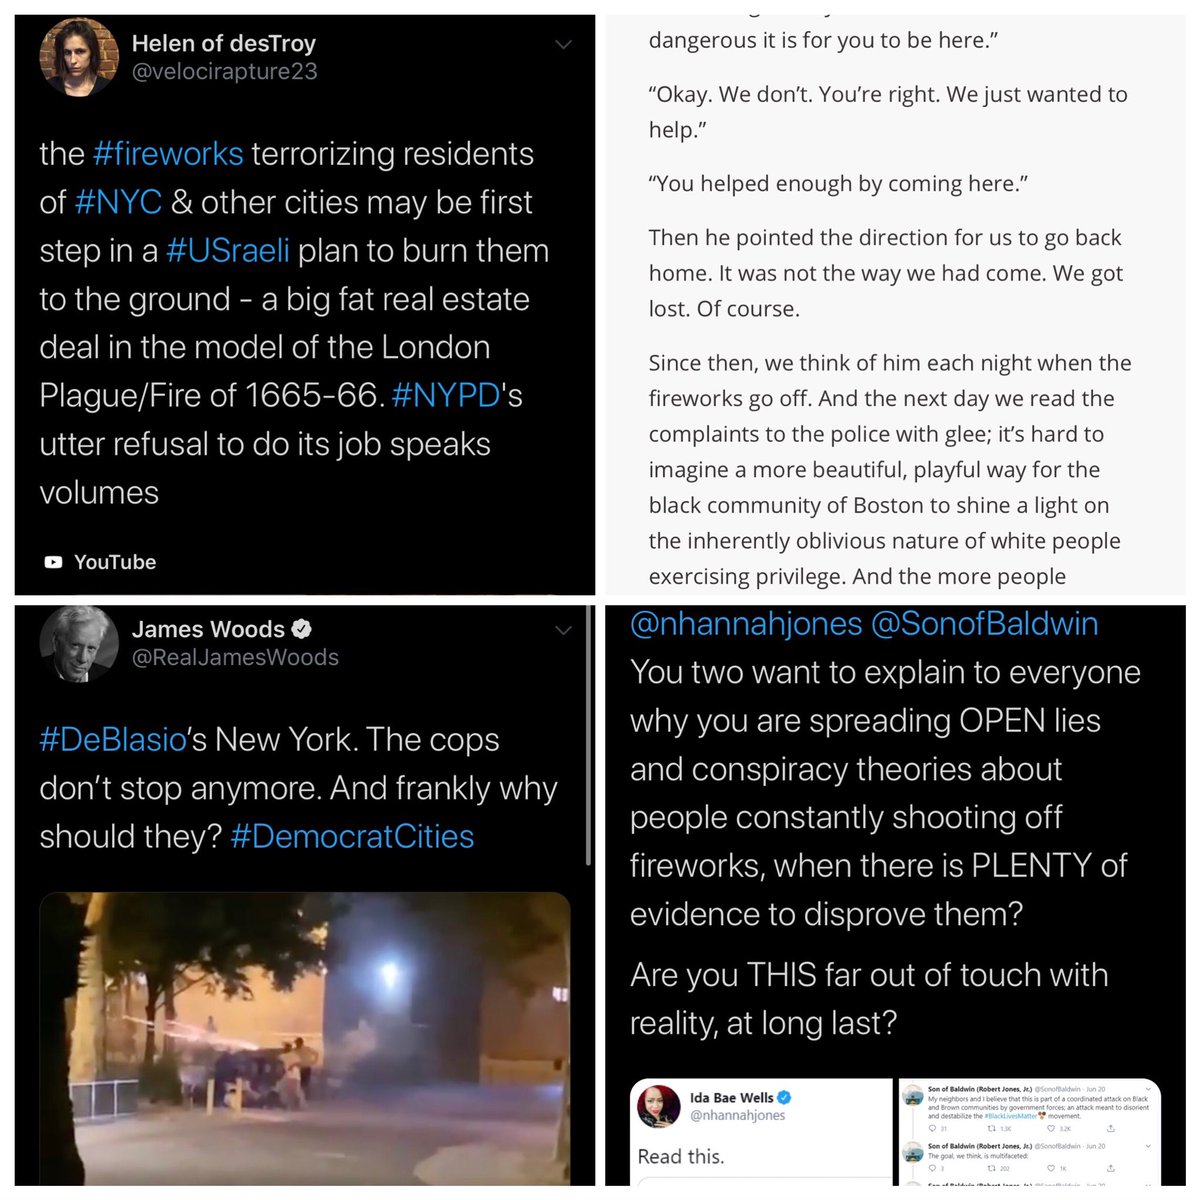 Helen of desTroy
@velocirapture23
the #fireworks terrorizing residents
of #NYC & other cities may be first
step in a #USraeli plan to burn them
to the ground - a big fat real estate
deal in the model of the London
Plague/Fire of 1665-66. #NYPD's
utter refusal to do its job speaks
volumes
YouTube
dangerous it is for you to be here.”
“Okay. We don’t. You’re right. We just wanted to
help.”
“You helped enough by coming here.”
Then he pointed the direction for us to go back
home. It was not the way we had come. We got
lost. Of course.
Since then, we think of him each night when the
fireworks go off. And the next day we read the
complaints to the police with glee; it’s hard to
imagine a more beautiful, playful way for the
black community of Boston to shine a light on
the inherently oblivious nature of white people
exercising privilege. And the more people
James Woods
@RealJamesWoods
#DeBlasio’s New York. The cops
don’t stop anymore. And frankly why
should they? #DemocratCities
@nhannahjones @SonofBaldwin
You two want to explain to everyone
why you are spreading OPEN lies
and conspiracy theories about
people constantly shooting off
fireworks, when there is PLENTY of
evidence to disprove them?
Are you THIS far out of touch with
reality, at long last?
Ida Bae Wells
@nhannahjones
Read this.
Son of Baldwin (Robert Jones, Jr.) @SonofBaldwin · Jun 20
My neighbors and I believe that this is part of a coordinated attack on Black
and Brown communities by government forces; an attack meant to disorient
and destabilize the #BlackLivesMatter movement.
31 1.3K 3.2K
Son of Baldwin (Robert Jones, Jr.) @SonofBaldwin · Jun 20
The goal, we think, is multifaceted:
3 202 1K